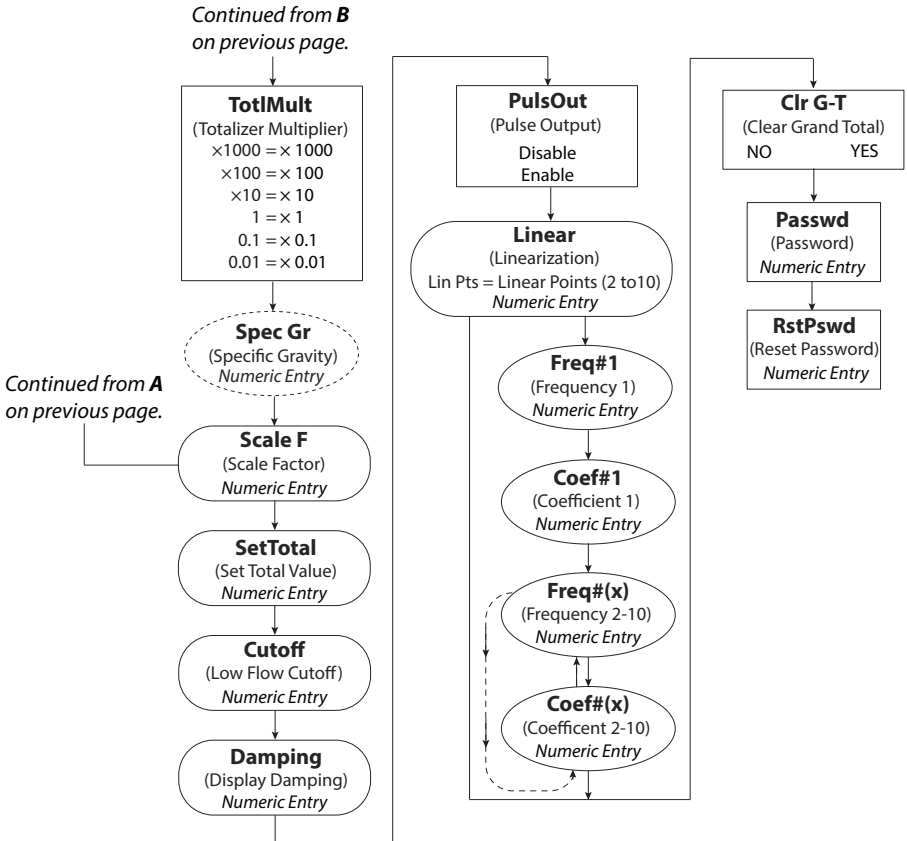 Continued from B
on previous page.
TotlMult
(Totalizer Multiplier)
×1000 = × 1000
×100 = × 100
×10 = × 10
1 = × 1
0.1 = × 0.1
0.01 = × 0.01
Spec Gr
(Specific Gravity)
Numeric Entry
Continued from A
on previous page.
Scale F
(Scale Factor)
Numeric Entry
SetTotal
(Set Total Value)
Numeric Entry
Cutoff
(Low Flow Cutoff)
Numeric Entry
Damping
(Display Damping)
Numeric Entry
PulsOut
(Pulse Output)
Disable
Enable
Linear
(Linearization)
Lin Pts = Linear Points (2 to10)
Numeric Entry
Freq#1
(Frequency 1)
Numeric Entry
Coef#1
(Coefficient 1)
Numeric Entry
Freq#(x)
(Frequency 2-10)
Numeric Entry
Coef#(x)
(Coefficent 2-10)
Numeric Entry
Clr G-T
(Clear Grand Total)
NO YES
Passwd
(Password)
Numeric Entry
RstPswd
(Reset Password)
Numeric Entry